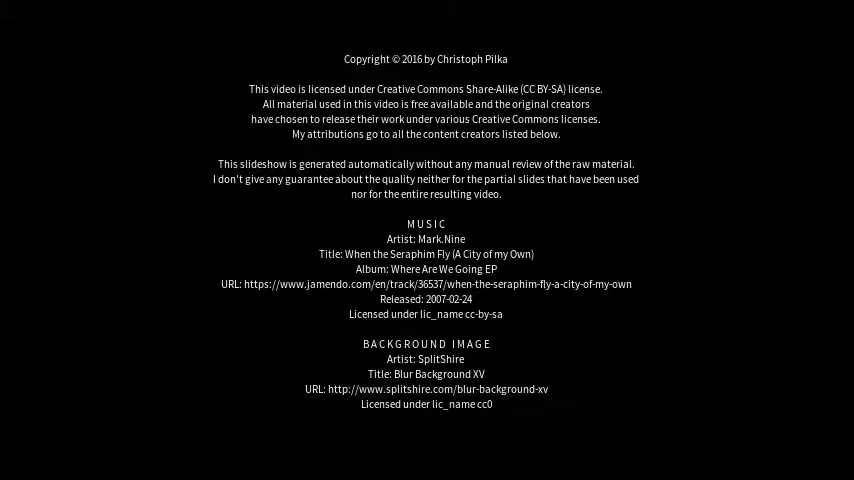 Copyright © 2016 by Christoph Pilka
This video is licensed under Creative Commons Share-Alike (CC BY-SA) license.
All material used in this video is free available and the original creators
have chosen to release their work under various Creative Commons licenses.
My attributions go to all the content creators listed below.
This slideshow is generated automatically without any manual review of the raw material.
I don't give any guarantee about the quality neither for the partial slides that have been used
nor for the entire resulting video.
MUSIC
Artist: Mark.Nine
Title: When the Seraphim Fly (A City of my Own)
Album: Where Are We Going EP
URL: https://www.jamendo.com/en/track/36537/when-the-seraphim-fly-a-city-of-my-own
Released: 2007-02-24
Licensed under lic_name cc-by-sa
BACKGROUND IMAGE
Artist: SplitShire
Title: Blur Background XV
URL: http://www.splitshire.com/blur-background-xv
Licensed under lic_name cc0